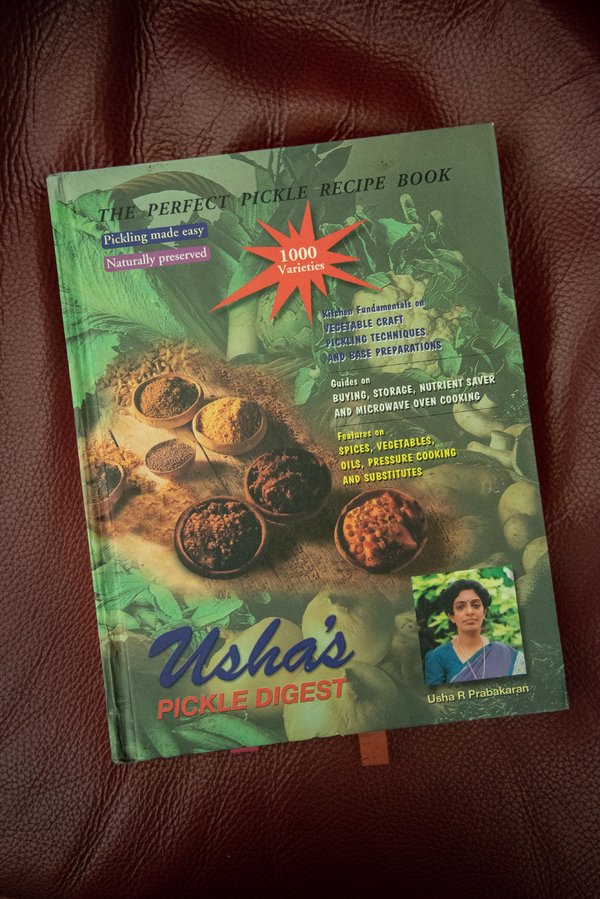 THE PERFECT PICKLE RECIPE BOOK
Pickling made easy
Naturally preserved
1000
Varieties
Kitchen Fundamentals on
VEGETABLE CRAFT
PICKLING TECHNIQUES
AND BASE PREPARATIONS
Guides on
BUYING, STORAGE, NUTRIENT SAVER
AND MICROWAVE OVEN COOKING
Features on
SPICES, VEGETABLES,
OILS, PRESSURE COOKING
AND SUBSTITUTES
Usha's
PICKLE DIGEST
Usha R Prabakaran